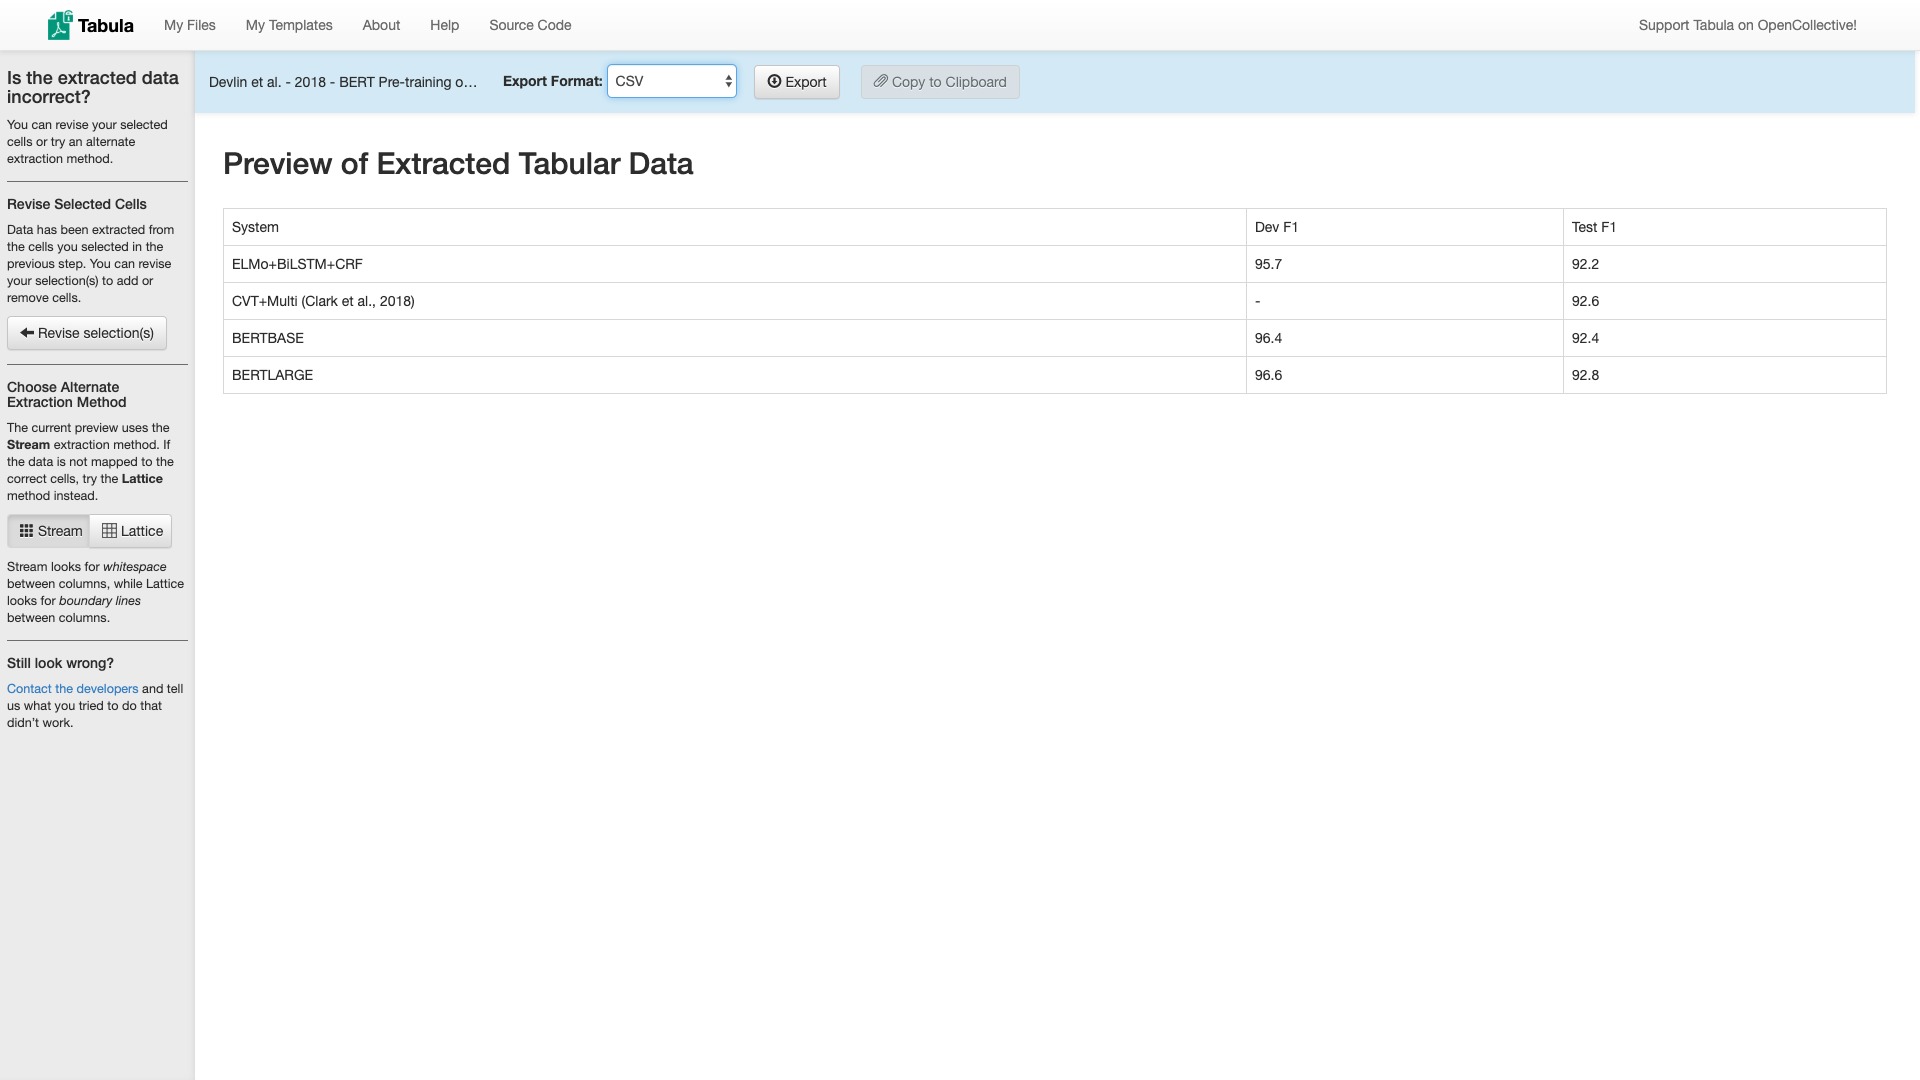 Tabula
My Files
My Templates
About
Help
Source Code
Support Tabula on OpenCollective!
Is the extracted data
incorrect?
You can revise your selected
cells or try an alternate
extraction method.
Revise Selected Cells
Data has been extracted from
the cells you selected in the
previous step. You can revise
your selection(s) to add or
remove cells.
Revise selection(s)
Choose Alternate
Extraction Method
The current preview uses the
Stream extraction method. If
the data is not mapped to the
correct cells, try the Lattice
method instead.
Stream
Lattice
Stream looks for whitespace
between columns, while Lattice
looks for boundary lines
between columns.
Still look wrong?
Contact the developers and tell
us what you tried to do that
didn't work.
Devlin et al. - 2018 - BERT Pre-training o…
Export Format: CSV
Export
Copy to Clipboard
Preview of Extracted Tabular Data
System Dev F1 Test F1
ELMo+BiLSTM+CRF 95.7 92.2
CVT+Multi (Clark et al., 2018) - 92.6
BERTBASE 96.4 92.4
BERTLARGE 96.6 92.8